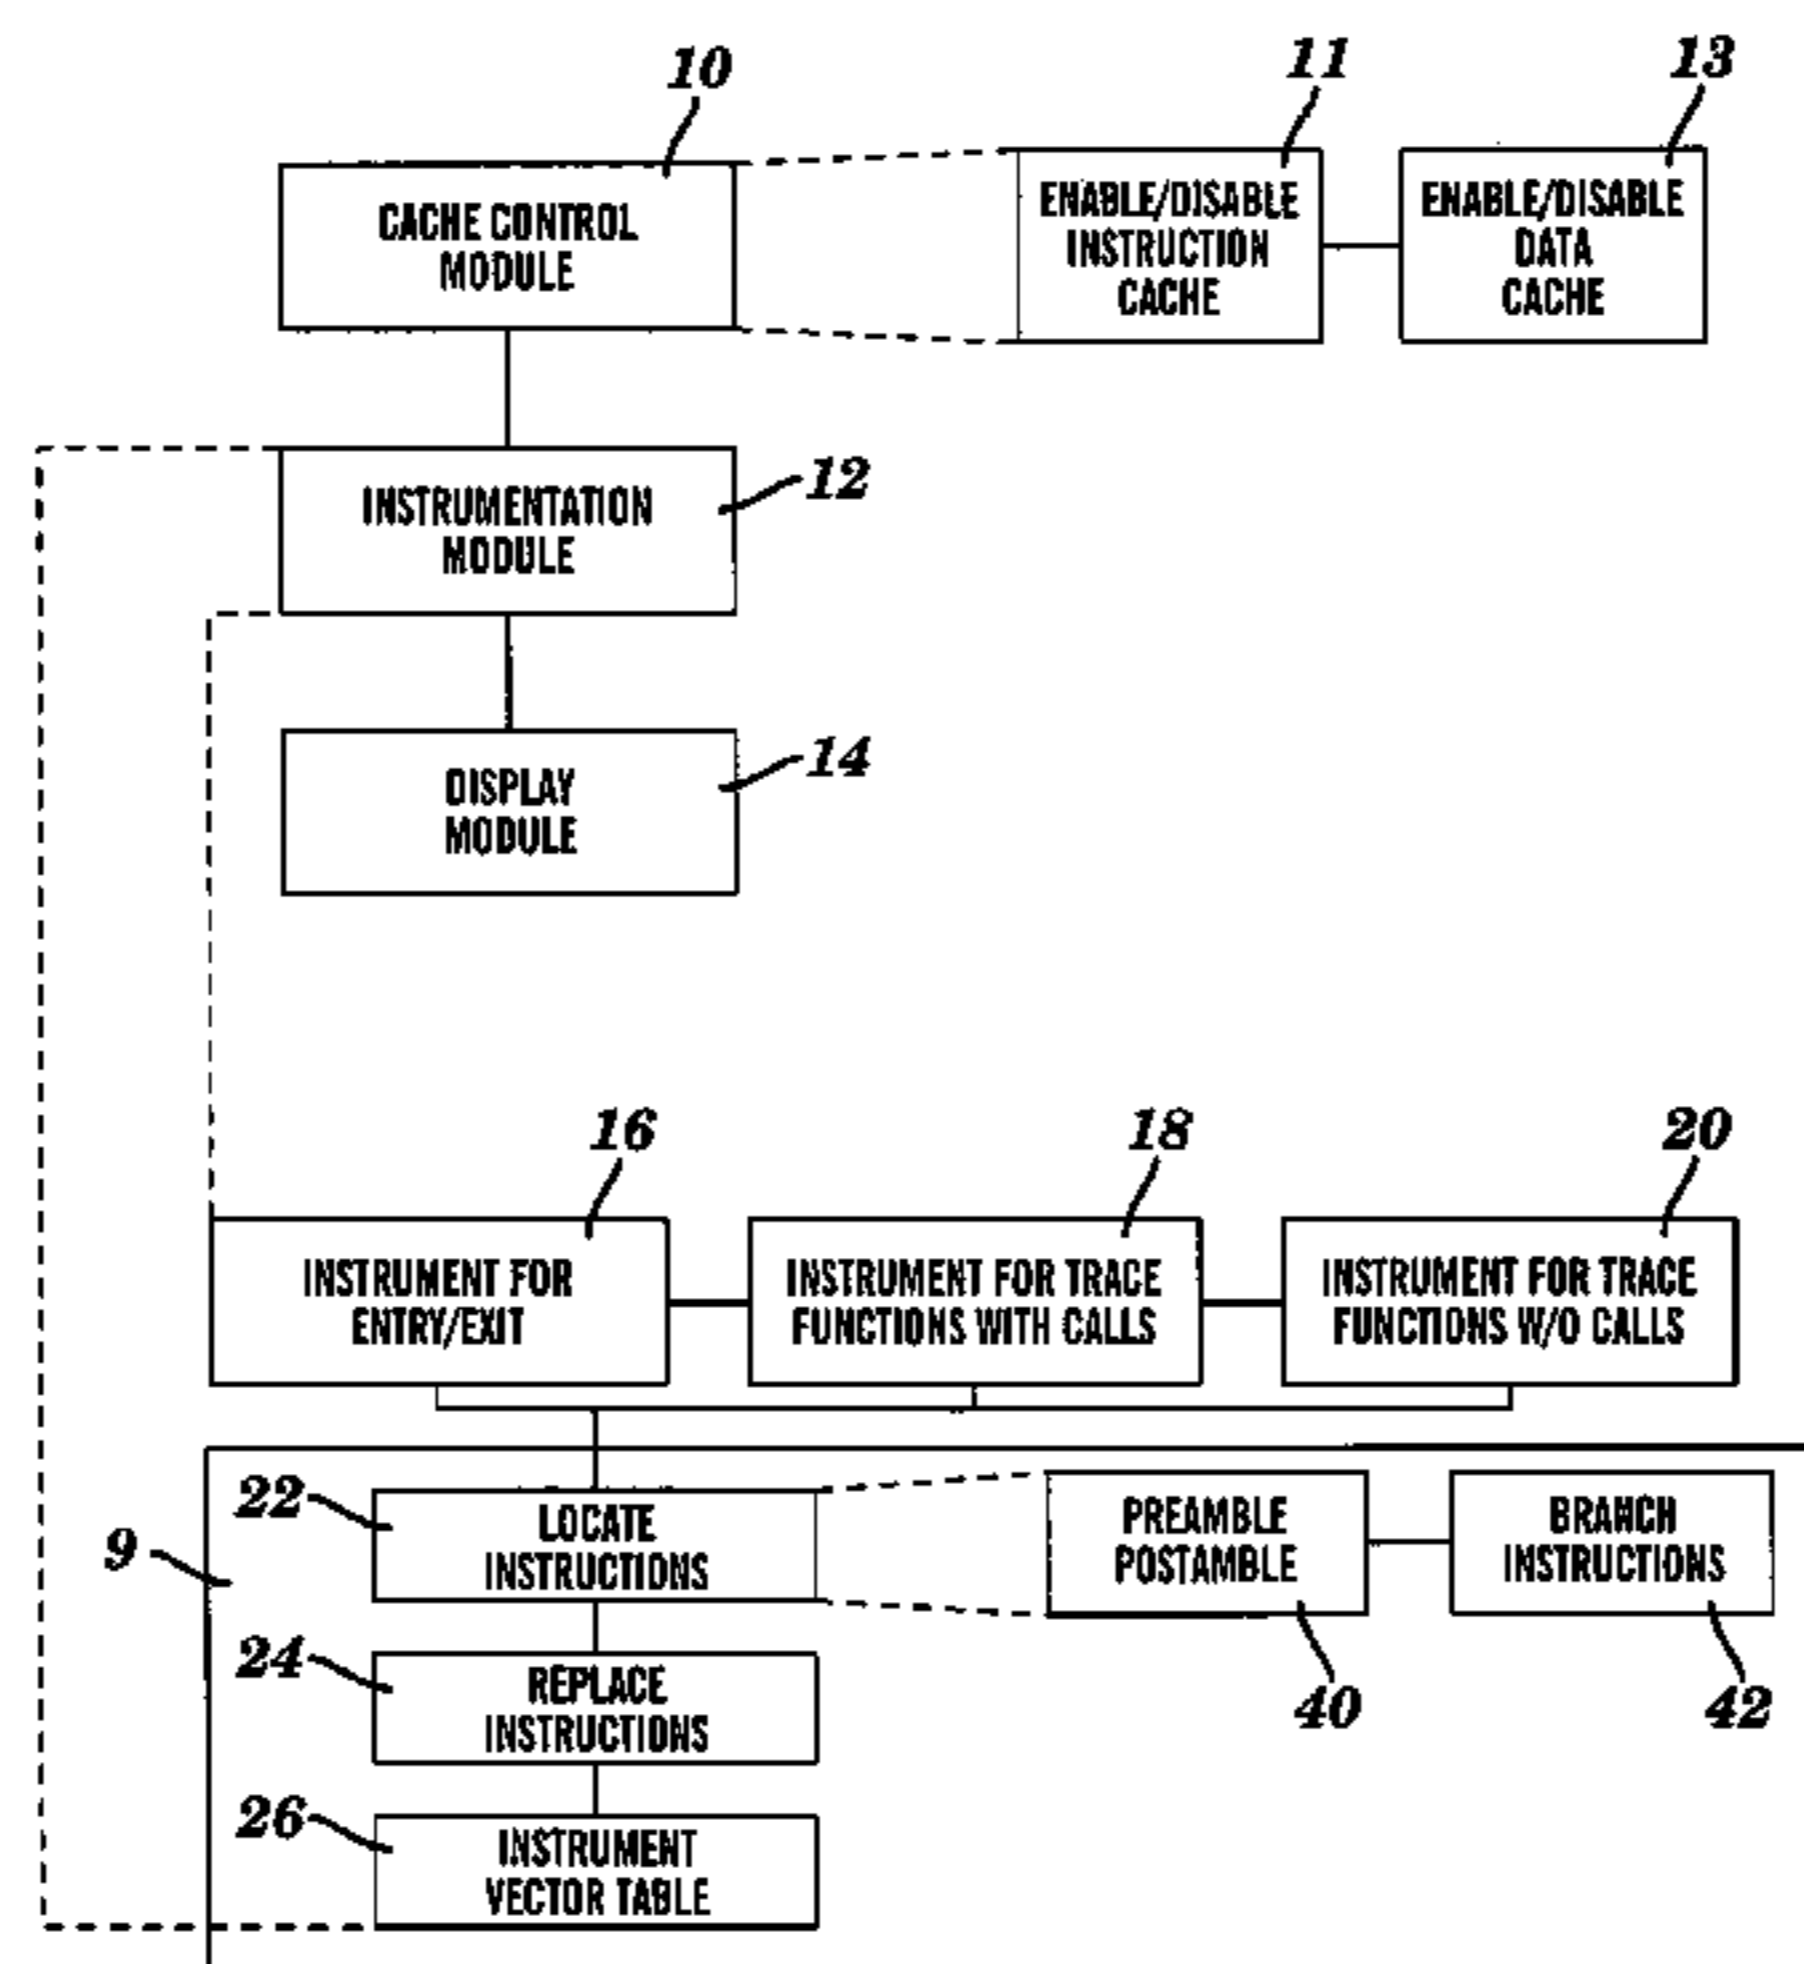 10
11
13
CACHE CONTROL
MODULE
ENABLE/DISABLE
INSTRUCTION
CACHE
ENABLE/DISABLE
DATA
CACHE
INSTRUMENTATION
MODULE
12
DISPLAY
MODULE
14
16
18
20
INSTRUMENT FOR
ENTRY/EXIT
INSTRUMENT FOR TRACE
FUNCTIONS WITH CALLS
INSTRUMENT FOR TRACE
FUNCTIONS W/O CALLS
9
22
LOCATE
INSTRUCTIONS
PREAMBLE
POSTAMBLE
BRANCH
INSTRUCTIONS
40
42
24
REPLACE
INSTRUCTIONS
26
INSTRUMENT
VECTOR TABLE